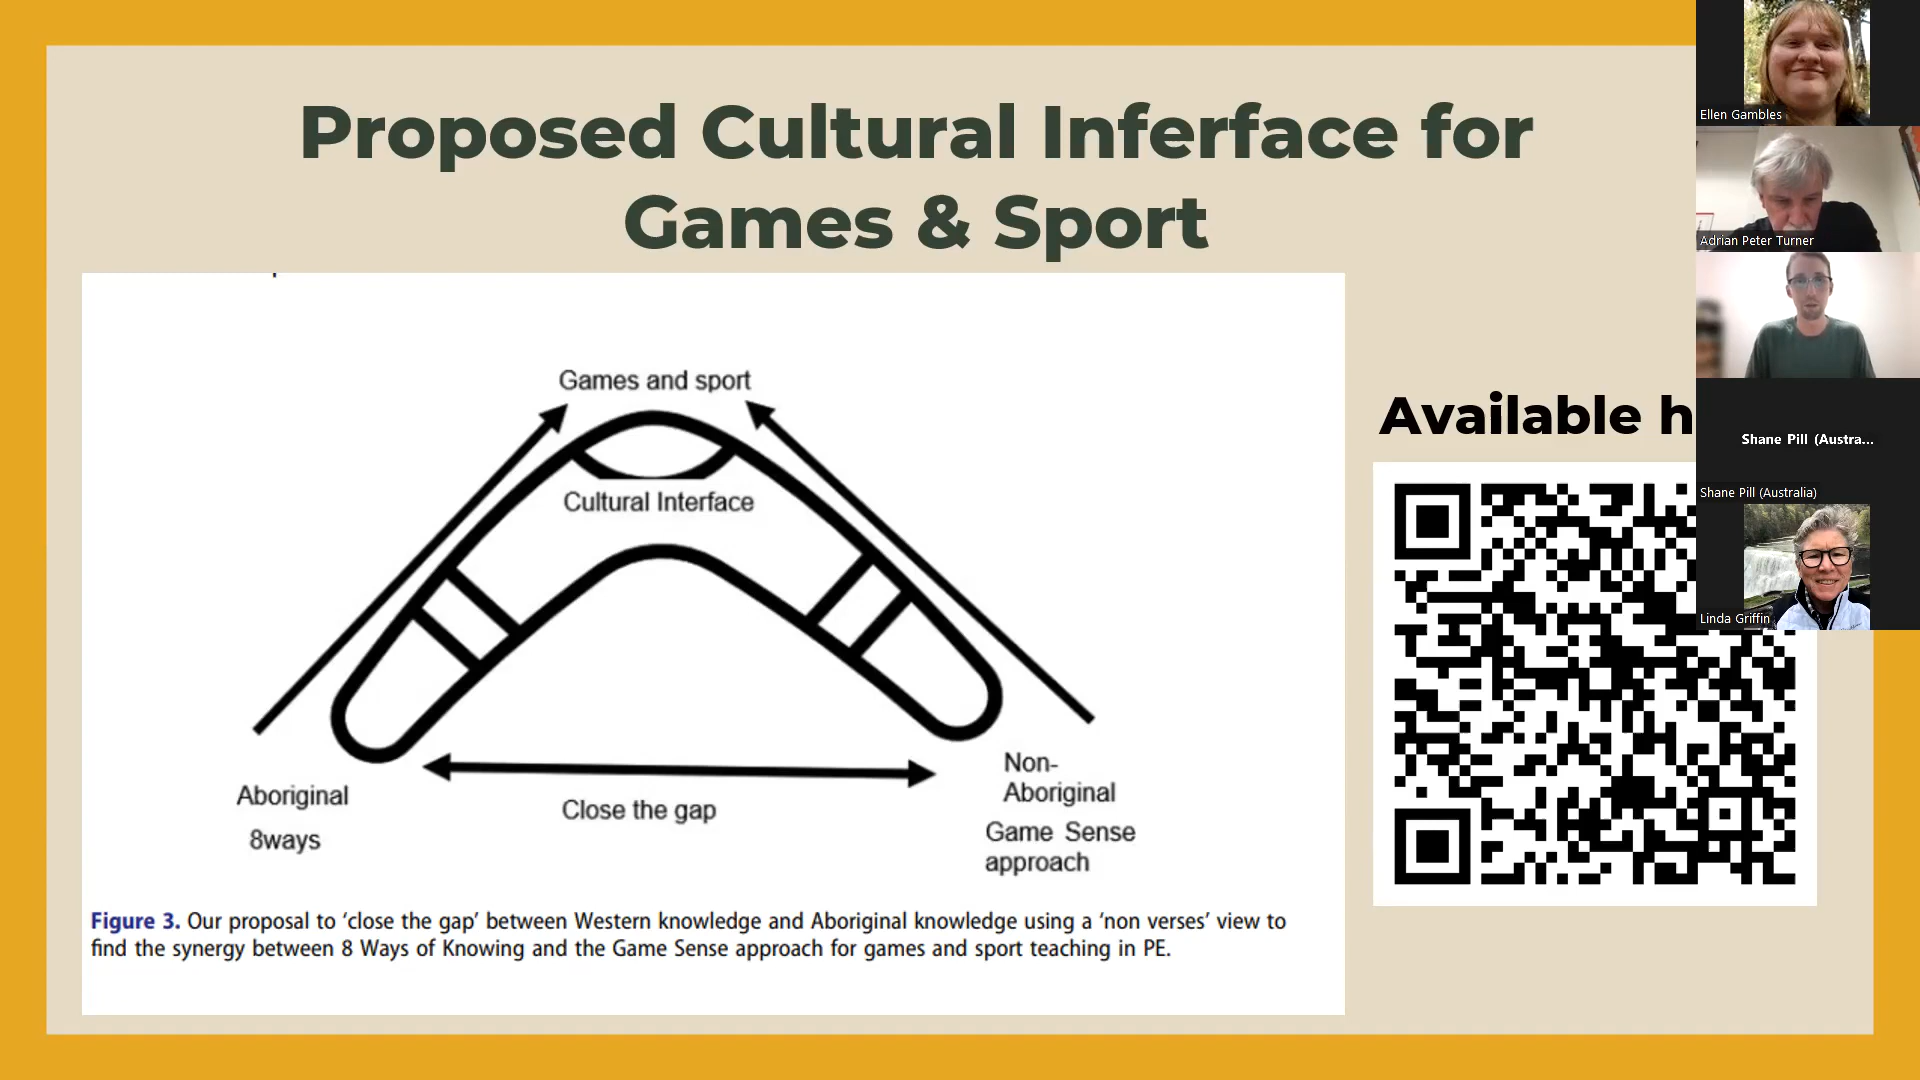 Proposed Cultural Inferface for
Games & Sport
Games and sport
Cultural Interface
Aboriginal
8ways
Close the gap
Non-
Aboriginal
Game Sense
approach
Figure 3. Our proposal to ‘close the gap’ between Western knowledge and Aboriginal knowledge using a ‘non verses’ view to
find the synergy between 8 Ways of Knowing and the Game Sense approach for games and sport teaching in PE.
Available h
Ellen Gambles
Adrian Peter Turner
Shane Pill (Austra...
Shane Pill (Australia)
Linda Griffin